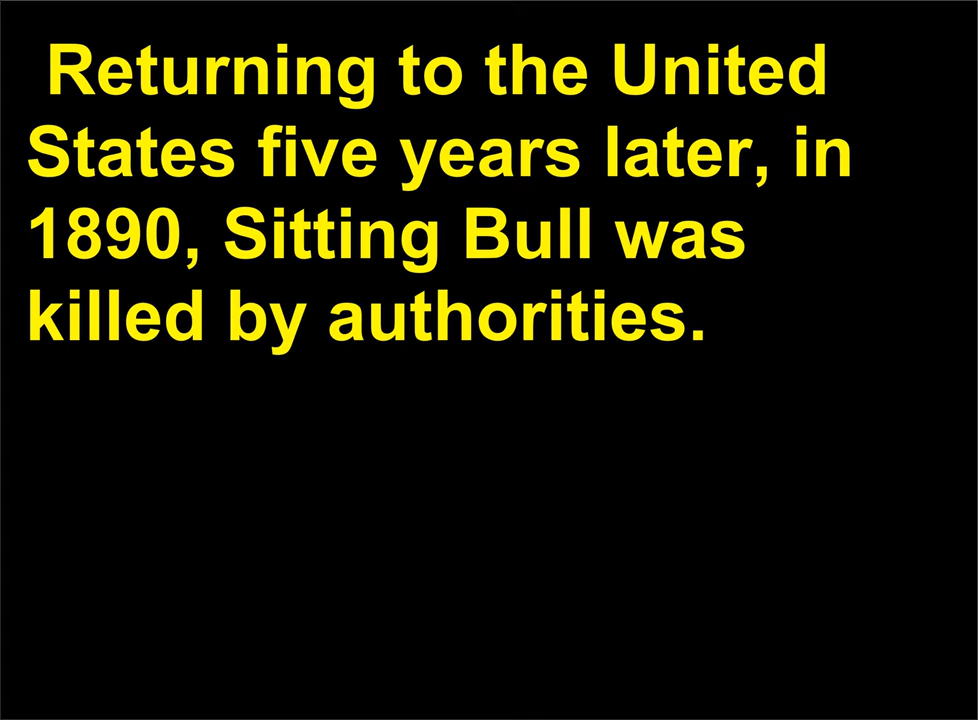 Returning to the United
States five years later, in
1890, Sitting Bull was
killed by authorities.